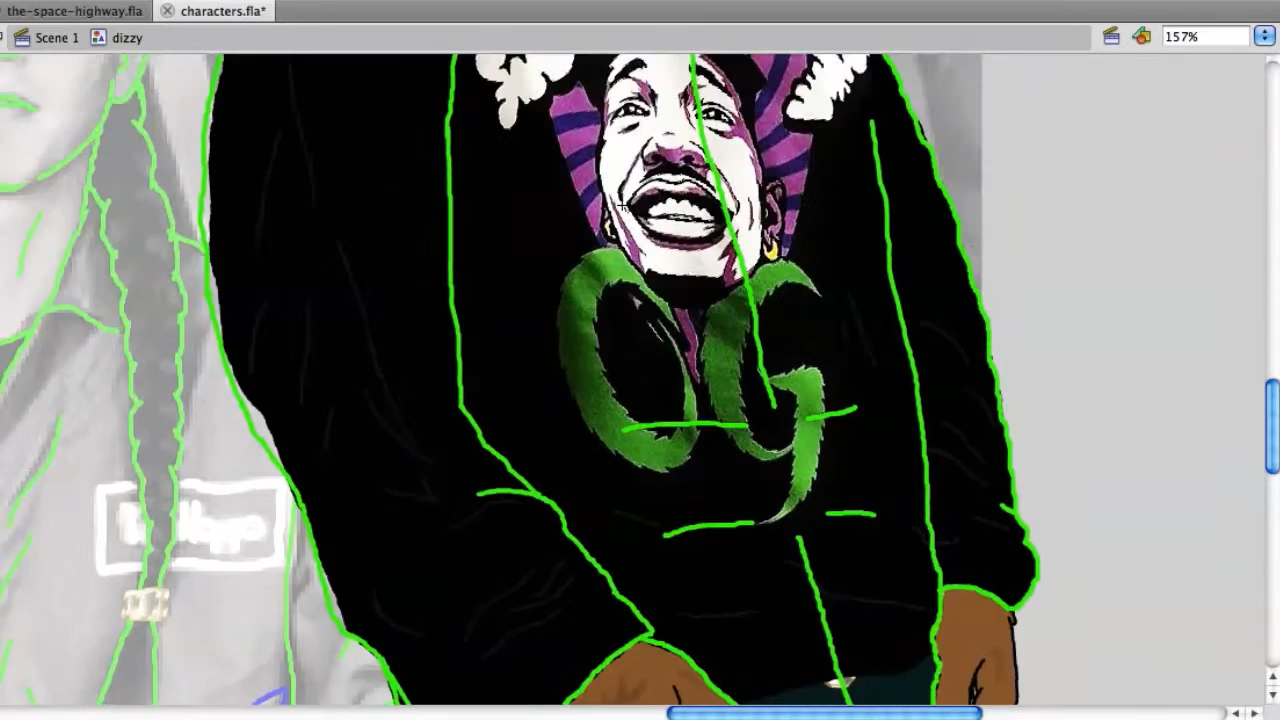 the-space-highway.fla
characters.fla*
Scene 1
dizzy
157%
OG